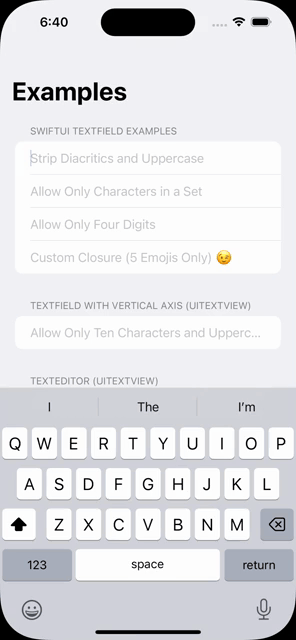 6:40
Examples
SWIFTUI TEXTFIELD EXAMPLES
Strip Diacritics and Uppercase
Allow Only Characters in a Set
Allow Only Four Digits
Custom Closure (5 Emojis Only) 😉
TEXTFIELD WITH VERTICAL AXIS (UITEXTVIEW)
Allow Only Ten Characters and Upperc...
TEXTEDITOR (UITEXTVIEW)
I The I'm
Q W E R T Y U I O P
A S D F G H J K L
Z X C V B N M
123 space return